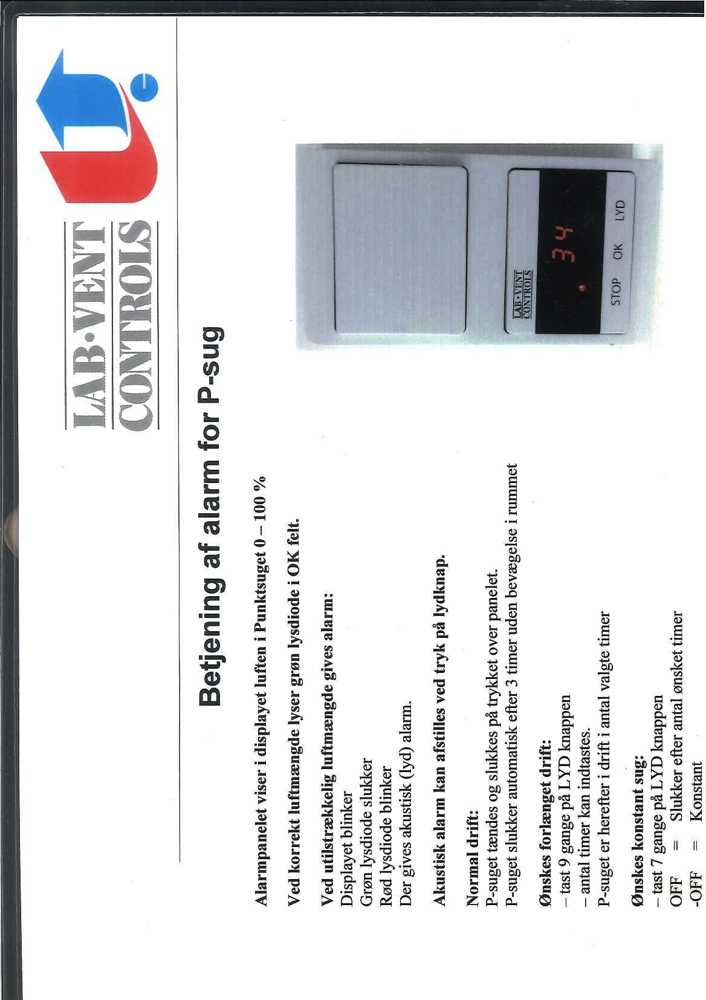 LAB•VENT
CONTROLS
Betjening af alarm for P-sug
Alarmpanelet viser i displayet luften i Punktsuget 0 – 100 %
Ved korrekt luftmængde lyser grøn lysdiode i OK felt.
Ved utilstrækkelig luftmængde gives alarm:
Displayet blinker
Grøn lysdiode slukker
Rød lysdiode blinker
Der gives akustisk (lyd) alarm.
Akustisk alarm kan afstilles ved tryk på lydknap.
Normal drift:
P-suget tændes og slukkes på trykket over panelet.
P-suget slukker automatisk efter 3 timer uden bevægelse i rummet
Ønskes forlænget drift:
– tast 9 gange på LYD knappen
– antal timer kan indtastes.
P-suget er herefter i drift i antal valgte timer
Ønskes konstant sug:
– tast 7 gange på LYD knappen
OFF = Slukker efter antal ønsket timer
-OFF = Konstant
LAB•VENT
CONTROLS
34
STOP OK LYD